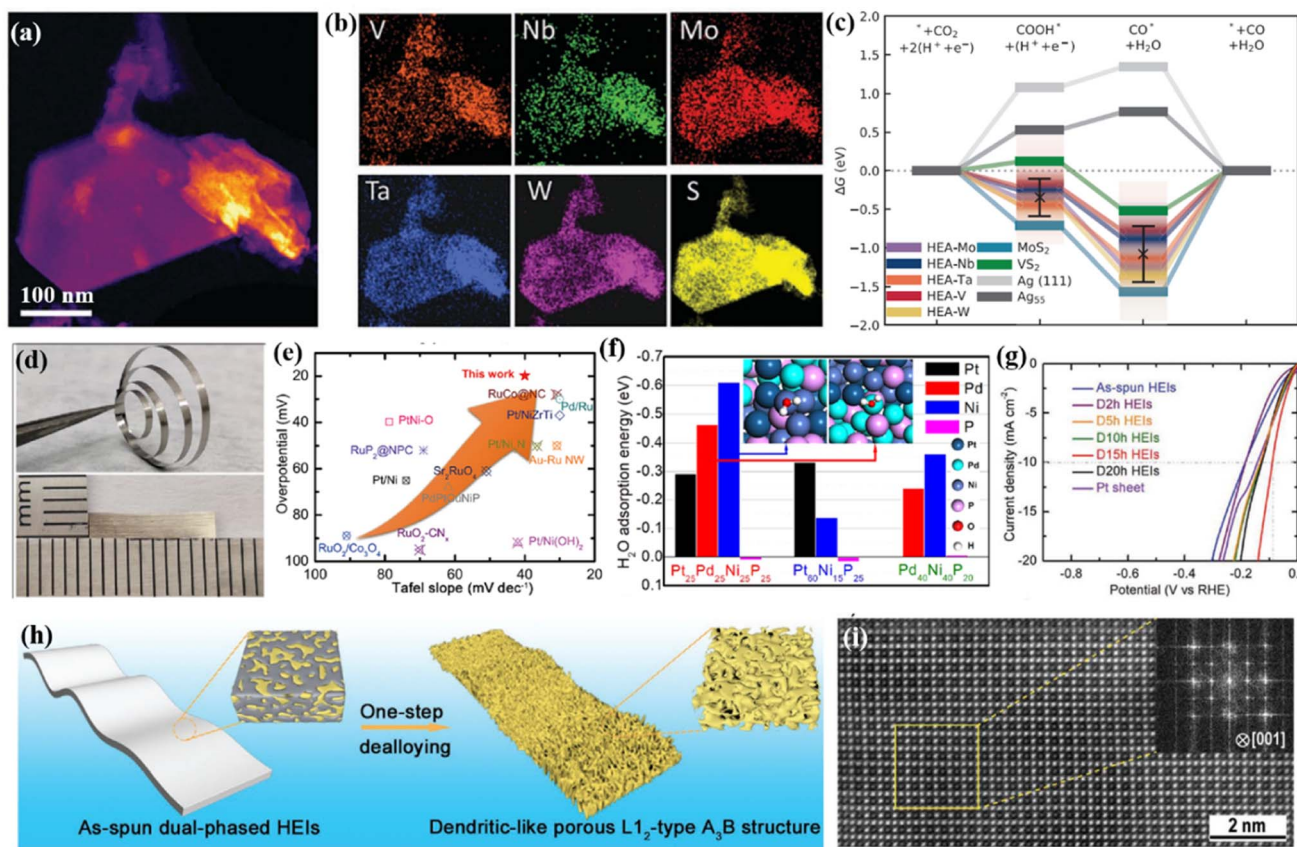 (a)
100 nm
(b)
V
Nb
Mo
Ta
W
S
(c)
*+CO₂
+2(H⁺+e⁻)
COOH*
+(H⁺+e⁻)
CO*
+H₂O
*+CO
+H₂O
2.0
1.5
1.0
0.5
0
-0.5
-1.0
-1.5
-2.0
ΔG (eV)
HEA-Mo
HEA-Nb
HEA-Ta
HEA-V
HEA-W
MoS₂
VS₂
Ag (111)
Ag₅₅
(d)
mm
(e)
This work
RuCo@NC
Pd/Ru
Pt/NiZrTi
PtNi-O
Pt/Ni₃N
RuP₂@NPC
Au-Ru NW
Sr₂RuO₄
Pt/Ni
PdPtCuNiP
RuO₂/Co₃O₄
RuO₂-CNₓ
Pt/Ni(OH)₂
20
40
60
80
100
Overpotential (mV)
100 80 60 40 20
Tafel slope (mV dec⁻¹)
(f)
-0.7
-0.6
-0.5
-0.4
-0.3
-0.2
-0.1
0.0
0.1
H₂O adsorption energy (eV)
Pt
Pd
Ni
P
Pt
Pd
Ni
P
O
H
Pt₂₅Pd₂₅Ni₂₅P₂₅
Pt₆₀Ni₁₅P₂₅
Pd₄₀Ni₄₀P₂₀
(g)
As-spun HEIs
D2h HEIs
D5h HEIs
D10h HEIs
D15h HEIs
D20h HEIs
Pt sheet
0
-5
-10
-15
-20
Current density (mA cm⁻²)
-0.8 -0.6 -0.4 -0.2 0.0
Potential (V vs RHE)
(h)
One-step
dealloying
As-spun dual-phased HEIs
Dendritic-like porous L1₂-type A₃B structure
(i)
⊗[001]
2 nm